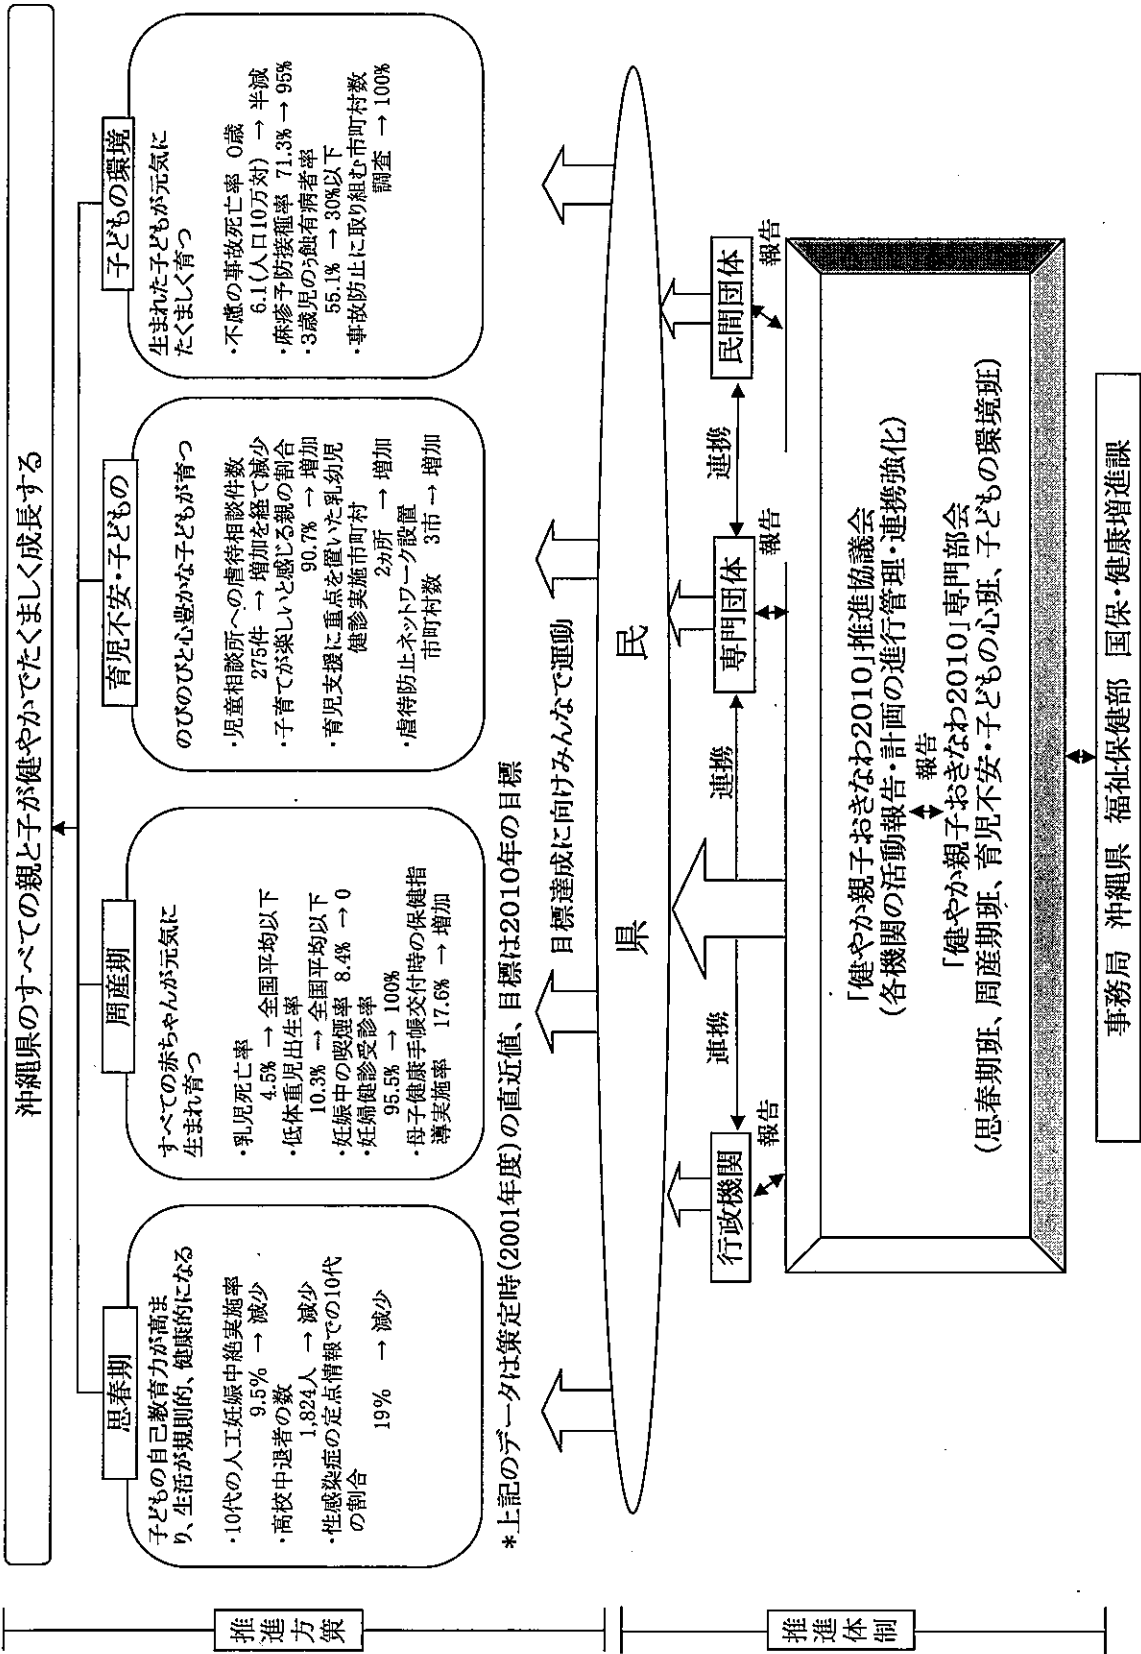 沖縄県のすべての親と子が健やかでたくましく成長する
推進方策
思春期
子どもの自己教育力が高ま
り、生活が規則的、健康的になる
・10代の人工妊娠中絶実施率
9.5% → 減少
・高校中退者の数
1,824人 → 減少
・性感染症の定点情報での10代
の割合
19% → 減少
周産期
すべての赤ちゃんが元気に
生まれ育つ
・乳児死亡率
4.5% → 全国平均以下
・低体重児出生率
10.3% → 全国平均以下
・妊娠中の喫煙率 8.4% → 0
・妊婦健診受診率
95.5% → 100%
・母子健康手帳交付時の保健指
導実施率 17.6% → 増加
育児不安・子どもの
のびのびと心豊かな子どもが育つ
・児童相談所への虐待相談件数
275件 → 増加を経て減少
・子育てが楽しいと感じる親の割合
90.7% → 増加
・育児支援に重点を置いた乳幼児
健診実施市町村
2ヵ所 → 増加
・虐待防止ネットワーク設置
市町村数 3市 → 増加
子どもの環境
生まれた子どもが元気に
たくましく育つ
・不慮の事故死亡率 0歳
6.1(人口10万対) → 半減
・麻疹予防接種率 71.3% → 95%
・3歳児のう蝕有病者率
55.1% → 30%以下
・事故防止に取り組む市町村数
調査 → 100%
*上記のデータは策定時(2001年度)の直近値、目標は2010年の目標
目標達成に向けみんなで運動
推進体制
県 民
行政機関
連携
連携
専門団体
連携
民間団体
報告
報告
報告
「健やか親子おきなわ2010」推進協議会
(各機関の活動報告・計画の進行管理・連携強化)
報告
「健やか親子おきなわ2010」専門部会
(思春期班、周産期班、育児不安・子どもの心班、子どもの環境班)
事務局 沖縄県 福祉保健部 国保・健康増進課